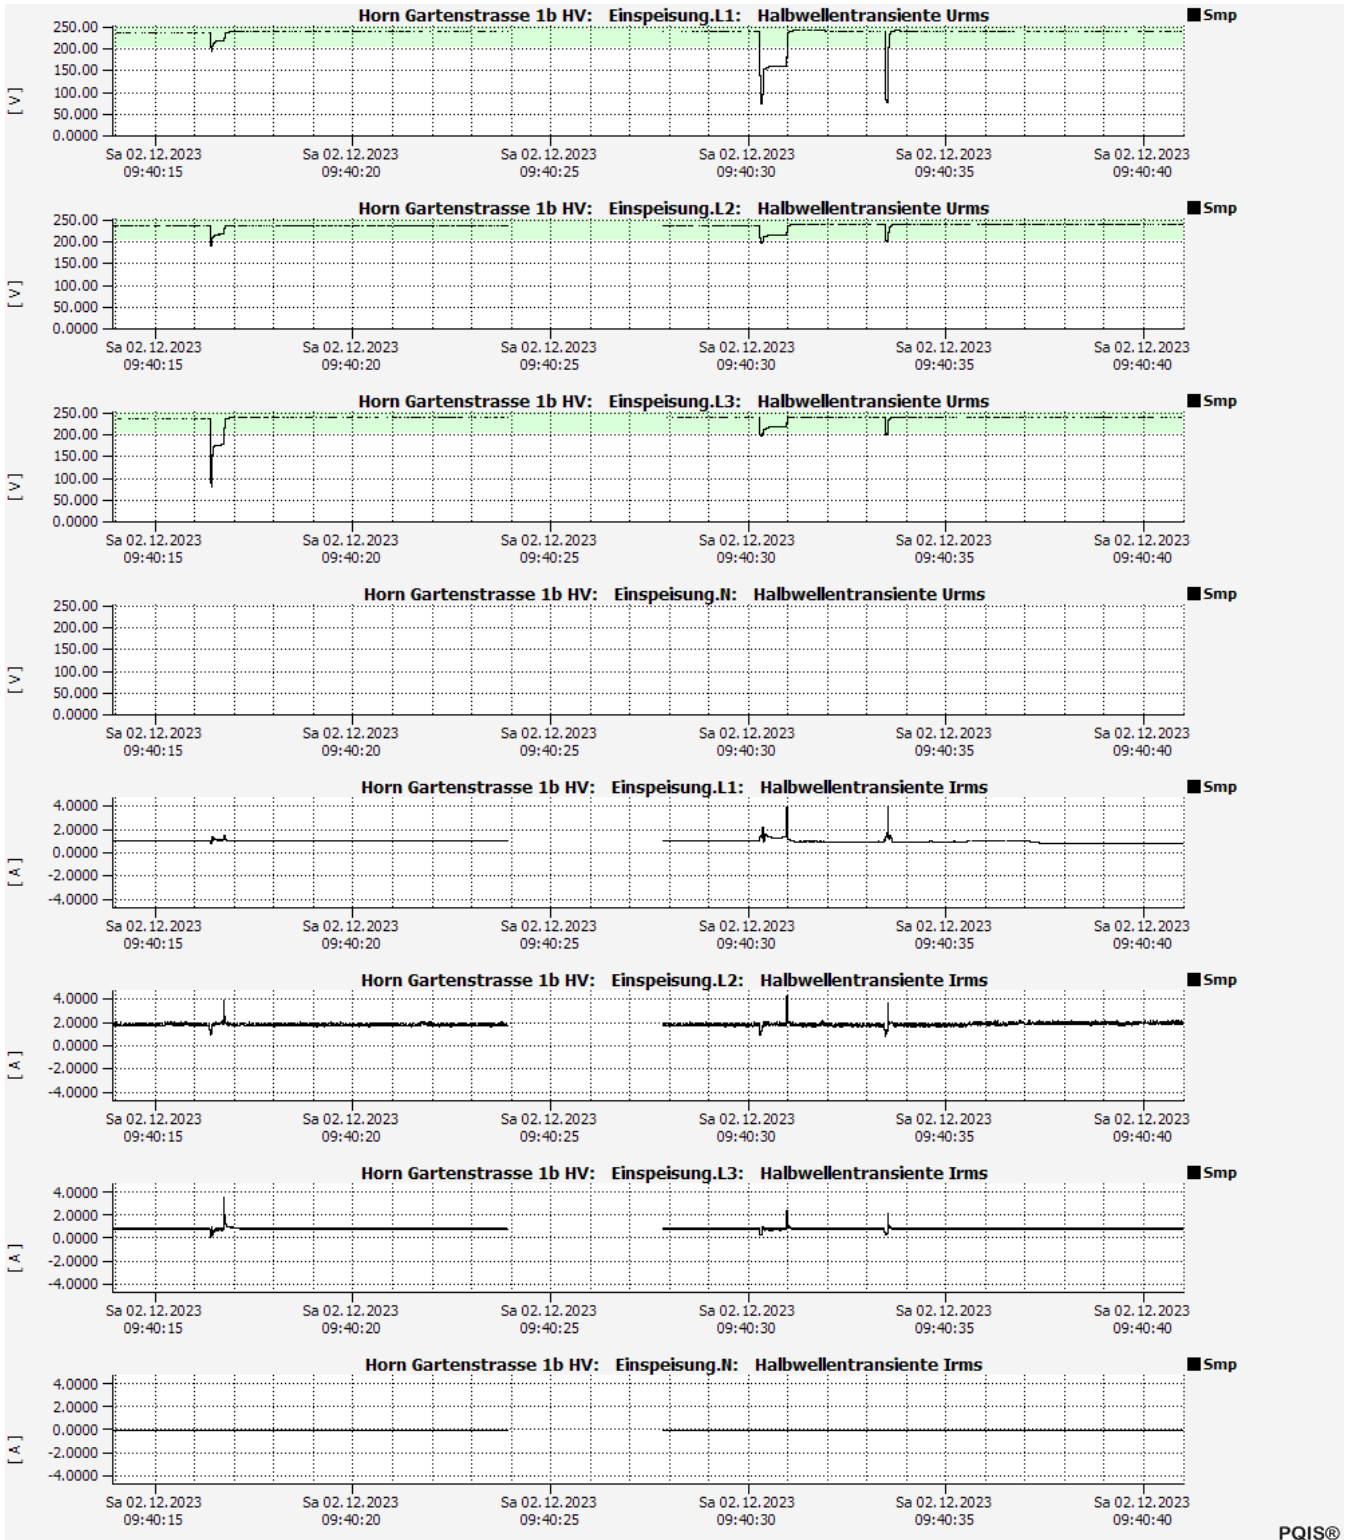 Horn Gartenstrasse 1b HV: Einspeisung.L1: Halbwellentransiente Urms
Smp
250.00
200.00
150.00
100.00
50.000
0.0000
[ V ]
Sa 02.12.2023 Sa 02.12.2023 Sa 02.12.2023 Sa 02.12.2023 Sa 02.12.2023 Sa 02.12.2023
09:40:15 09:40:20 09:40:25 09:40:30 09:40:35 09:40:40
Horn Gartenstrasse 1b HV: Einspeisung.L2: Halbwellentransiente Urms
Smp
250.00
200.00
150.00
100.00
50.000
0.0000
[ V ]
Sa 02.12.2023 Sa 02.12.2023 Sa 02.12.2023 Sa 02.12.2023 Sa 02.12.2023 Sa 02.12.2023
09:40:15 09:40:20 09:40:25 09:40:30 09:40:35 09:40:40
Horn Gartenstrasse 1b HV: Einspeisung.L3: Halbwellentransiente Urms
Smp
250.00
200.00
150.00
100.00
50.000
0.0000
[ V ]
Sa 02.12.2023 Sa 02.12.2023 Sa 02.12.2023 Sa 02.12.2023 Sa 02.12.2023 Sa 02.12.2023
09:40:15 09:40:20 09:40:25 09:40:30 09:40:35 09:40:40
Horn Gartenstrasse 1b HV: Einspeisung.N: Halbwellentransiente Urms
Smp
250.00
200.00
150.00
100.00
50.000
0.0000
[ V ]
Sa 02.12.2023 Sa 02.12.2023 Sa 02.12.2023 Sa 02.12.2023 Sa 02.12.2023 Sa 02.12.2023
09:40:15 09:40:20 09:40:25 09:40:30 09:40:35 09:40:40
Horn Gartenstrasse 1b HV: Einspeisung.L1: Halbwellentransiente Irms
Smp
4.0000
2.0000
0.0000
-2.0000
-4.0000
[ A ]
Sa 02.12.2023 Sa 02.12.2023 Sa 02.12.2023 Sa 02.12.2023 Sa 02.12.2023 Sa 02.12.2023
09:40:15 09:40:20 09:40:25 09:40:30 09:40:35 09:40:40
Horn Gartenstrasse 1b HV: Einspeisung.L2: Halbwellentransiente Irms
Smp
4.0000
2.0000
0.0000
-2.0000
-4.0000
[ A ]
Sa 02.12.2023 Sa 02.12.2023 Sa 02.12.2023 Sa 02.12.2023 Sa 02.12.2023 Sa 02.12.2023
09:40:15 09:40:20 09:40:25 09:40:30 09:40:35 09:40:40
Horn Gartenstrasse 1b HV: Einspeisung.L3: Halbwellentransiente Irms
Smp
4.0000
2.0000
0.0000
-2.0000
-4.0000
[ A ]
Sa 02.12.2023 Sa 02.12.2023 Sa 02.12.2023 Sa 02.12.2023 Sa 02.12.2023 Sa 02.12.2023
09:40:15 09:40:20 09:40:25 09:40:30 09:40:35 09:40:40
Horn Gartenstrasse 1b HV: Einspeisung.N: Halbwellentransiente Irms
Smp
4.0000
2.0000
0.0000
-2.0000
-4.0000
[ A ]
Sa 02.12.2023 Sa 02.12.2023 Sa 02.12.2023 Sa 02.12.2023 Sa 02.12.2023 Sa 02.12.2023
09:40:15 09:40:20 09:40:25 09:40:30 09:40:35 09:40:40
PQIS®